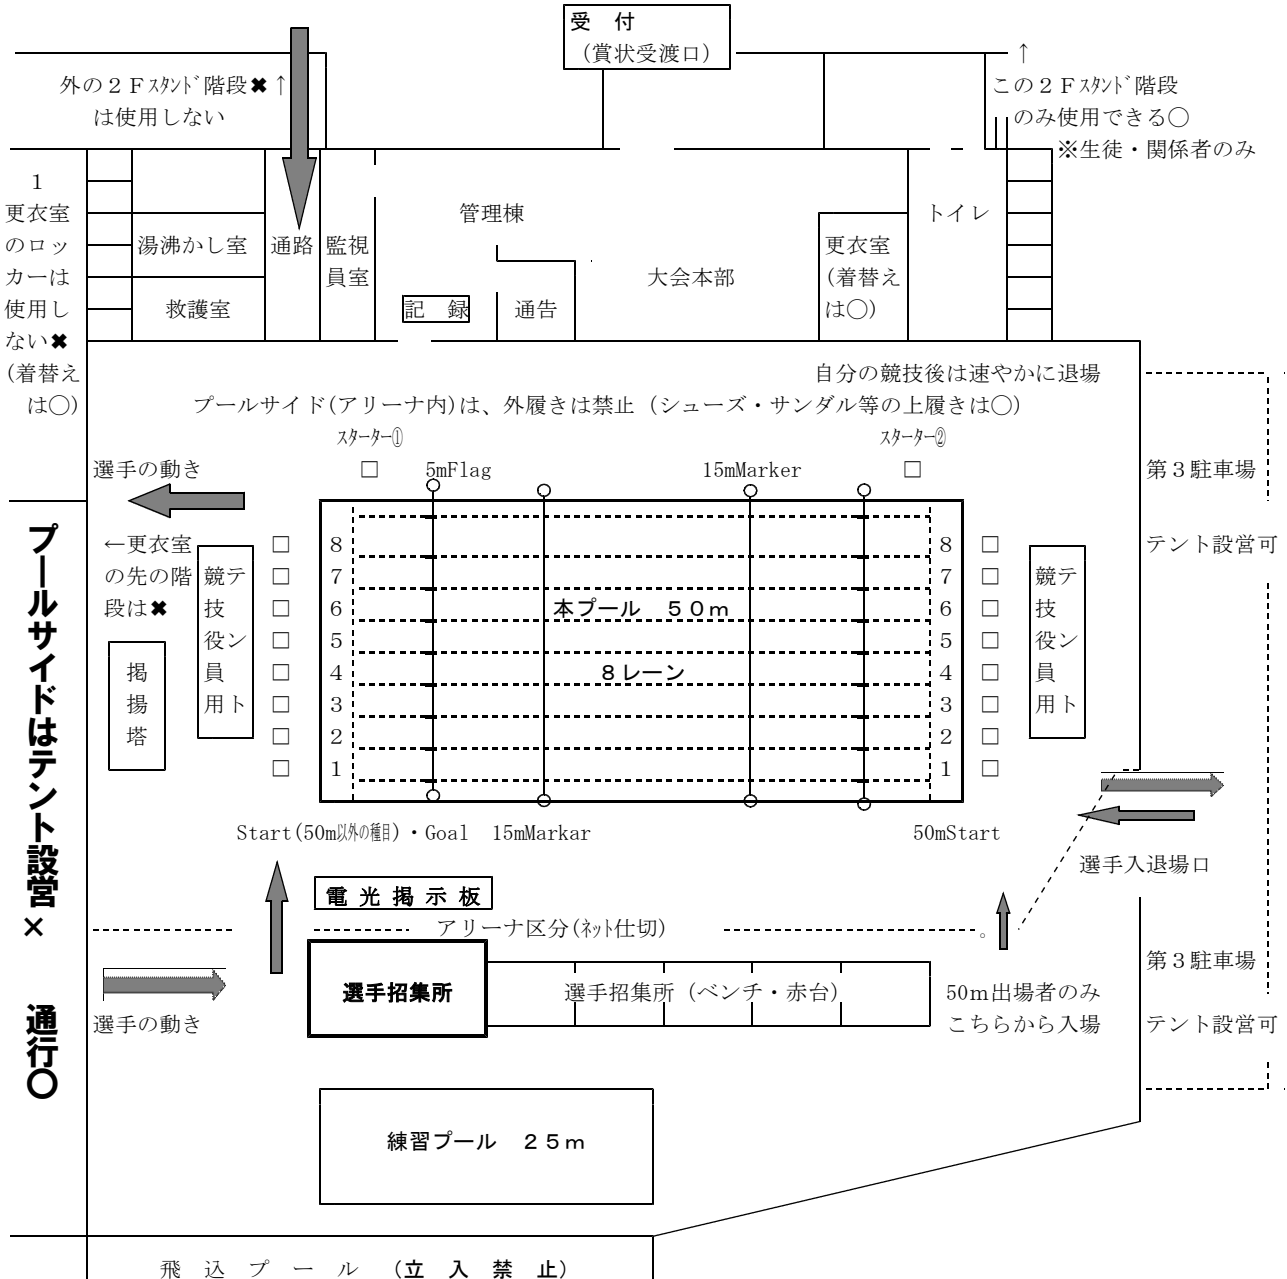 受　付
（賞状受渡口）
外の２Ｆスタンド階段✖↑
は使用しない
↑
この２Ｆスタンド階段
のみ使用できる○
※生徒・関係者のみ
1
更衣室
のロッ
カーは
使用し
ない✖
(着替え
は○)
湯沸かし室
救護室
通路
監視
員室
管理棟
記　録
通告
大会本部
更衣室
(着替え
は○)
トイレ
自分の競技後は速やかに退場
プールサイド(アリーナ内)は、外履きは禁止（シューズ・サンダル等の上履きは○）
スターター①
スターター②
選手の動き
□
5mFlag
15mMarker
□
第３駐車場
テント設営可
プールサイドはテント設営×　通行○
←更衣室
の先の階
段は✖
掲揚塔
競技役員用
テント
□ 8
□ 7
□ 6
□ 5
□ 4
□ 3
□ 2
□ 1
本プール　５０ｍ
８レーン
8 □
7 □
6 □
5 □
4 □
3 □
2 □
1 □
競技役員用
テント
Start(50m以外の種目)・Goal
15mMarkar
50mStart
選手入退場口
電 光 掲 示 板
アリーナ区分(ネット仕切)
。
選手の動き
選手招集所
選手招集所（ベンチ・赤台）
50m出場者のみ
こちらから入場
第３駐車場
テント設営可
練習プール　２５ｍ
飛　込　プ　ー　ル　（立　入　禁　止）